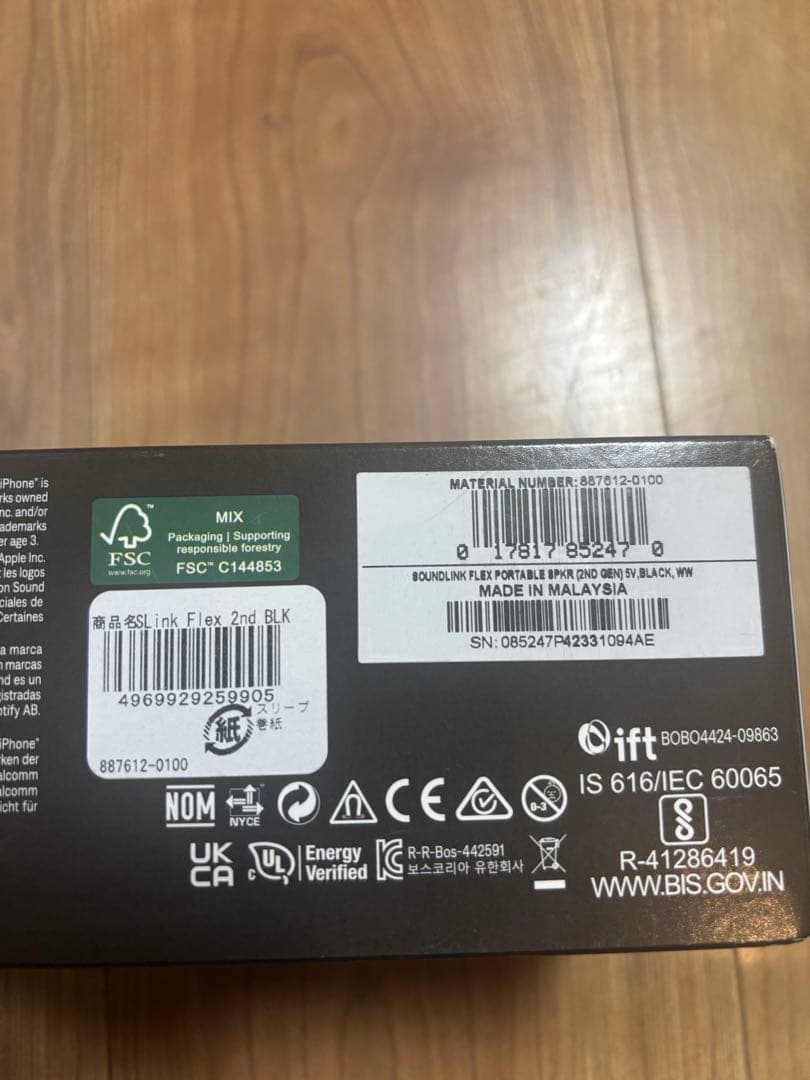 iPhone" is
rks owned
nc. and/or
ademarks
er age 3.
Apple Inc.
t les logos
on Sound
ciales de
Certaines
a marca
n marcas
nd es un
istradas
otify AB.
iPhone"
ken der
alcomm
alcomm
icht für
FSC
www.fsc.org
MIX
Packaging | Supporting
responsible forestry
FSC™ C144853
商品名SLink Flex 2nd BLK
4969929259905
紙
スリーブ
巻紙
887612-0100
MATERIAL NUMBER: 887612-0100
0 17817 85247 0
SOUNDLINK FLEX PORTABLE SPKR (2ND GEN) 5V,BLACK, WW
MADE IN MALAYSIA
SN: 085247P42331094AE
ift BOBO4424-09863
IS 616/IEC 60065
R-41286419
WWW.BIS.GOV.IN
NOM
NYCE
CE
0-3
UK
CA
c UL
Energy
Verified
R-R-Bos-442591
보스코리아 유한회사